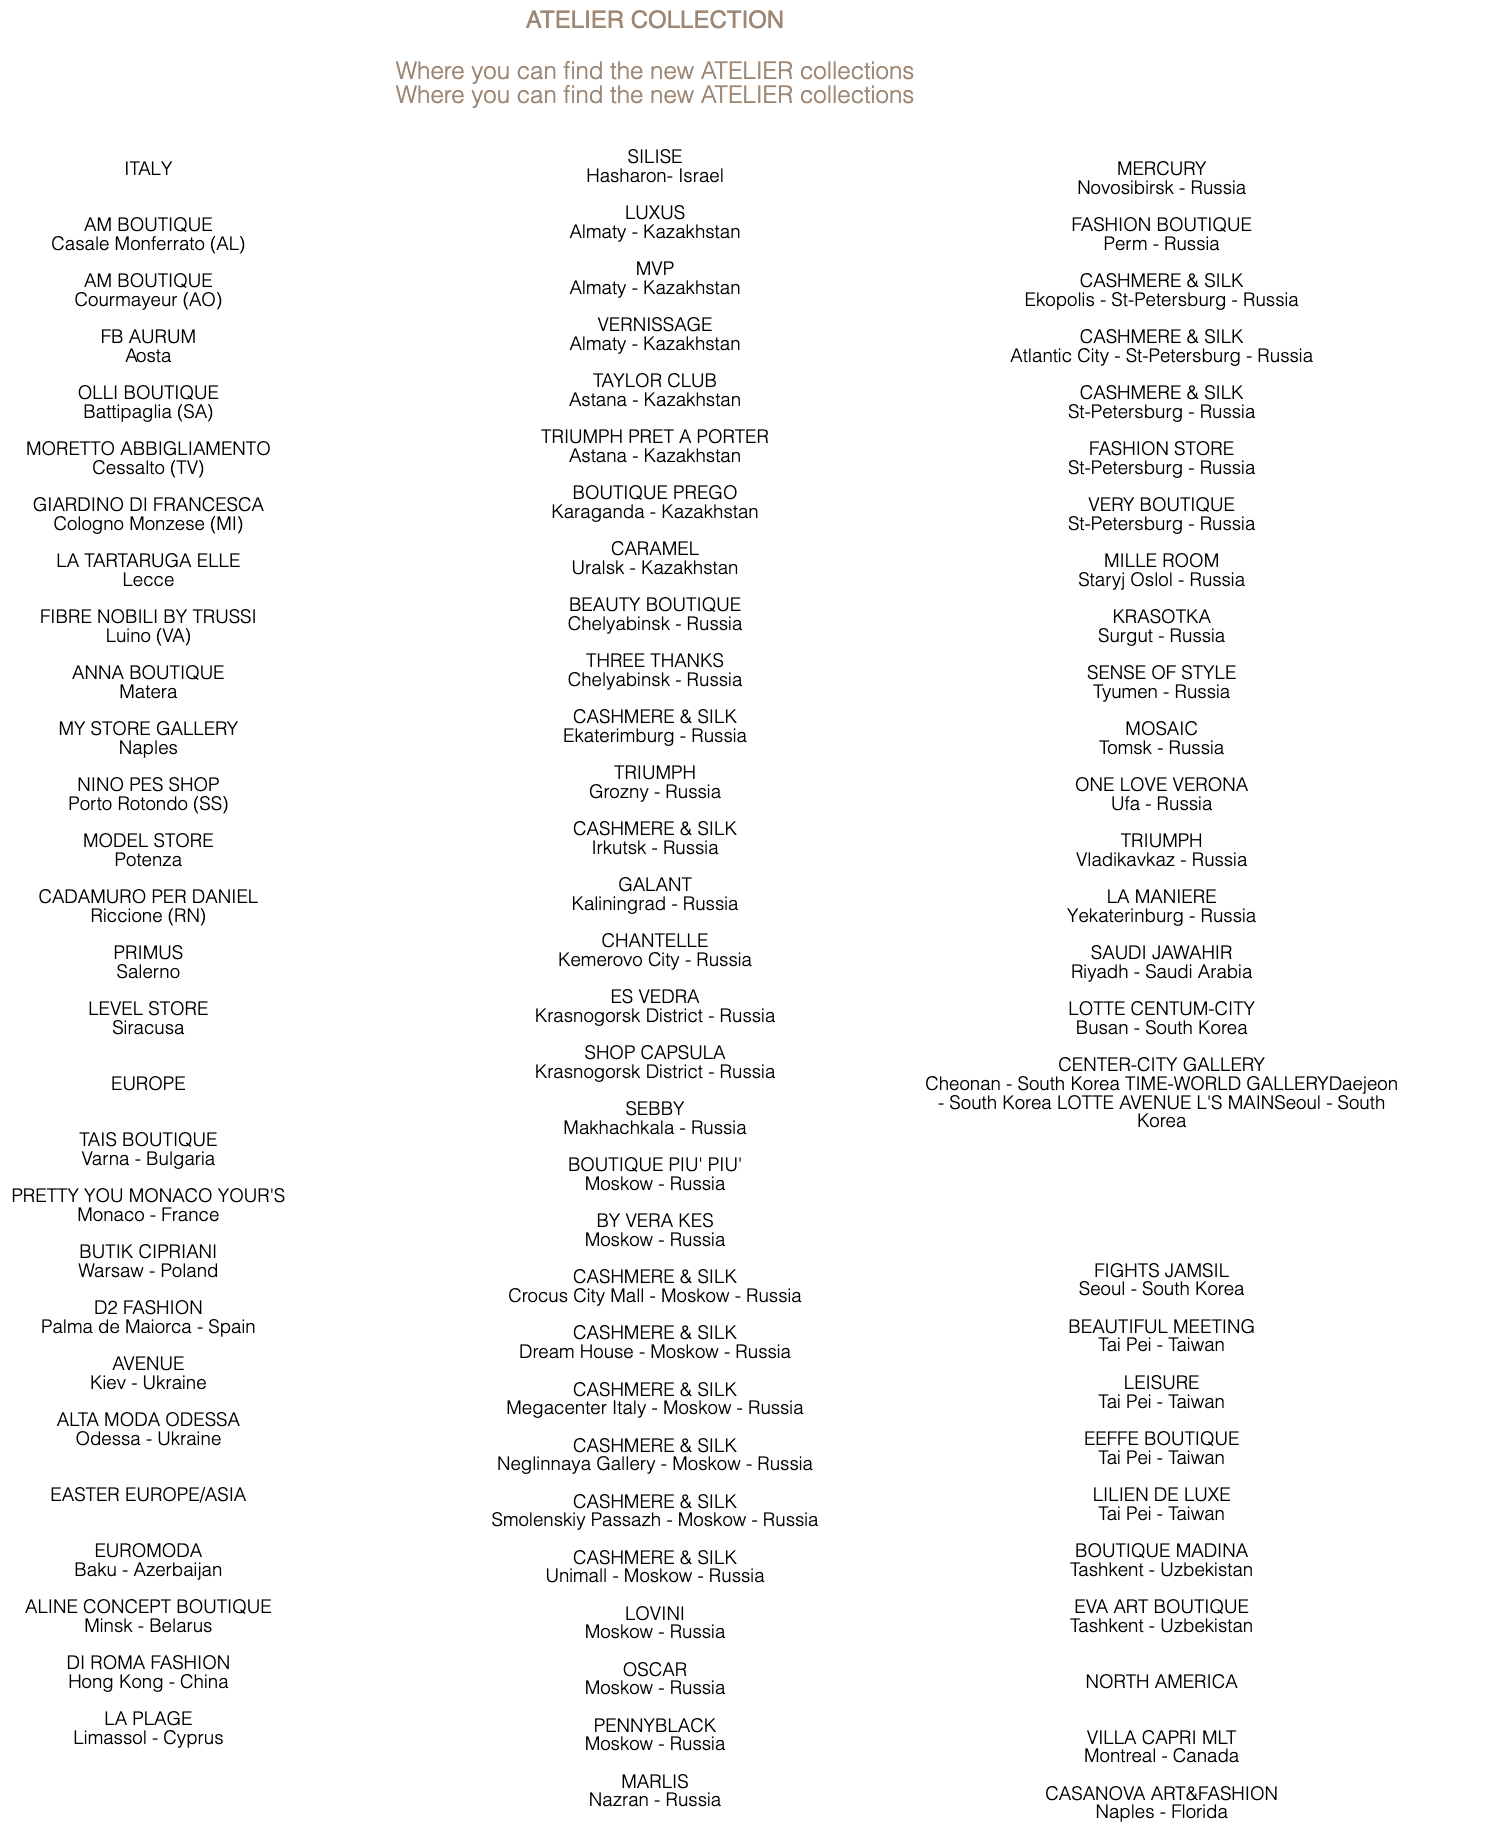 ATELIER COLLECTION
Where you can find the new ATELIER collections
Where you can find the new ATELIER collections
ITALY
AM BOUTIQUE
Casale Monferrato (AL)
AM BOUTIQUE
Courmayeur (AO)
FB AURUM
Aosta
OLLI BOUTIQUE
Battipaglia (SA)
MORETTO ABBIGLIAMENTO
Cessalto (TV)
GIARDINO DI FRANCESCA
Cologno Monzese (MI)
LA TARTARUGA ELLE
Lecce
FIBRE NOBILI BY TRUSSI
Luino (VA)
ANNA BOUTIQUE
Matera
MY STORE GALLERY
Naples
NINO PES SHOP
Porto Rotondo (SS)
MODEL STORE
Potenza
CADAMURO PER DANIEL
Riccione (RN)
PRIMUS
Salerno
LEVEL STORE
Siracusa
EUROPE
TAIS BOUTIQUE
Varna - Bulgaria
PRETTY YOU MONACO YOUR'S
Monaco - France
BUTIK CIPRIANI
Warsaw - Poland
D2 FASHION
Palma de Maiorca - Spain
AVENUE
Kiev - Ukraine
ALTA MODA ODESSA
Odessa - Ukraine
EASTER EUROPE/ASIA
EUROMODA
Baku - Azerbaijan
ALINE CONCEPT BOUTIQUE
Minsk - Belarus
DI ROMA FASHION
Hong Kong - China
LA PLAGE
Limassol - Cyprus
SILISE
Hasharon- Israel
LUXUS
Almaty - Kazakhstan
MVP
Almaty - Kazakhstan
VERNISSAGE
Almaty - Kazakhstan
TAYLOR CLUB
Astana - Kazakhstan
TRIUMPH PRET A PORTER
Astana - Kazakhstan
BOUTIQUE PREGO
Karaganda - Kazakhstan
CARAMEL
Uralsk - Kazakhstan
BEAUTY BOUTIQUE
Chelyabinsk - Russia
THREE THANKS
Chelyabinsk - Russia
CASHMERE & SILK
Ekaterimburg - Russia
TRIUMPH
Grozny - Russia
CASHMERE & SILK
Irkutsk - Russia
GALANT
Kaliningrad - Russia
CHANTELLE
Kemerovo City - Russia
ES VEDRA
Krasnogorsk District - Russia
SHOP CAPSULA
Krasnogorsk District - Russia
SEBBY
Makhachkala - Russia
BOUTIQUE PIU' PIU'
Moskow - Russia
BY VERA KES
Moskow - Russia
CASHMERE & SILK
Crocus City Mall - Moskow - Russia
CASHMERE & SILK
Dream House - Moskow - Russia
CASHMERE & SILK
Megacenter Italy - Moskow - Russia
CASHMERE & SILK
Neglinnaya Gallery - Moskow - Russia
CASHMERE & SILK
Smolenskiy Passazh - Moskow - Russia
CASHMERE & SILK
Unimall - Moskow - Russia
LOVINI
Moskow - Russia
OSCAR
Moskow - Russia
PENNYBLACK
Moskow - Russia
MARLIS
Nazran - Russia
MERCURY
Novosibirsk - Russia
FASHION BOUTIQUE
Perm - Russia
CASHMERE & SILK
Ekopolis - St-Petersburg - Russia
CASHMERE & SILK
Atlantic City - St-Petersburg - Russia
CASHMERE & SILK
St-Petersburg - Russia
FASHION STORE
St-Petersburg - Russia
VERY BOUTIQUE
St-Petersburg - Russia
MILLE ROOM
Staryj Oslol - Russia
KRASOTKA
Surgut - Russia
SENSE OF STYLE
Tyumen - Russia
MOSAIC
Tomsk - Russia
ONE LOVE VERONA
Ufa - Russia
TRIUMPH
Vladikavkaz - Russia
LA MANIERE
Yekaterinburg - Russia
SAUDI JAWAHIR
Riyadh - Saudi Arabia
LOTTE CENTUM-CITY
Busan - South Korea
CENTER-CITY GALLERY
Cheonan - South Korea TIME-WORLD GALLERYDaejeon
- South Korea LOTTE AVENUE L'S MAINSeoul - South
Korea
FIGHTS JAMSIL
Seoul - South Korea
BEAUTIFUL MEETING
Tai Pei - Taiwan
LEISURE
Tai Pei - Taiwan
EEFFE BOUTIQUE
Tai Pei - Taiwan
LILIEN DE LUXE
Tai Pei - Taiwan
BOUTIQUE MADINA
Tashkent - Uzbekistan
EVA ART BOUTIQUE
Tashkent - Uzbekistan
NORTH AMERICA
VILLA CAPRI MLT
Montreal - Canada
CASANOVA ART&FASHION
Naples - Florida